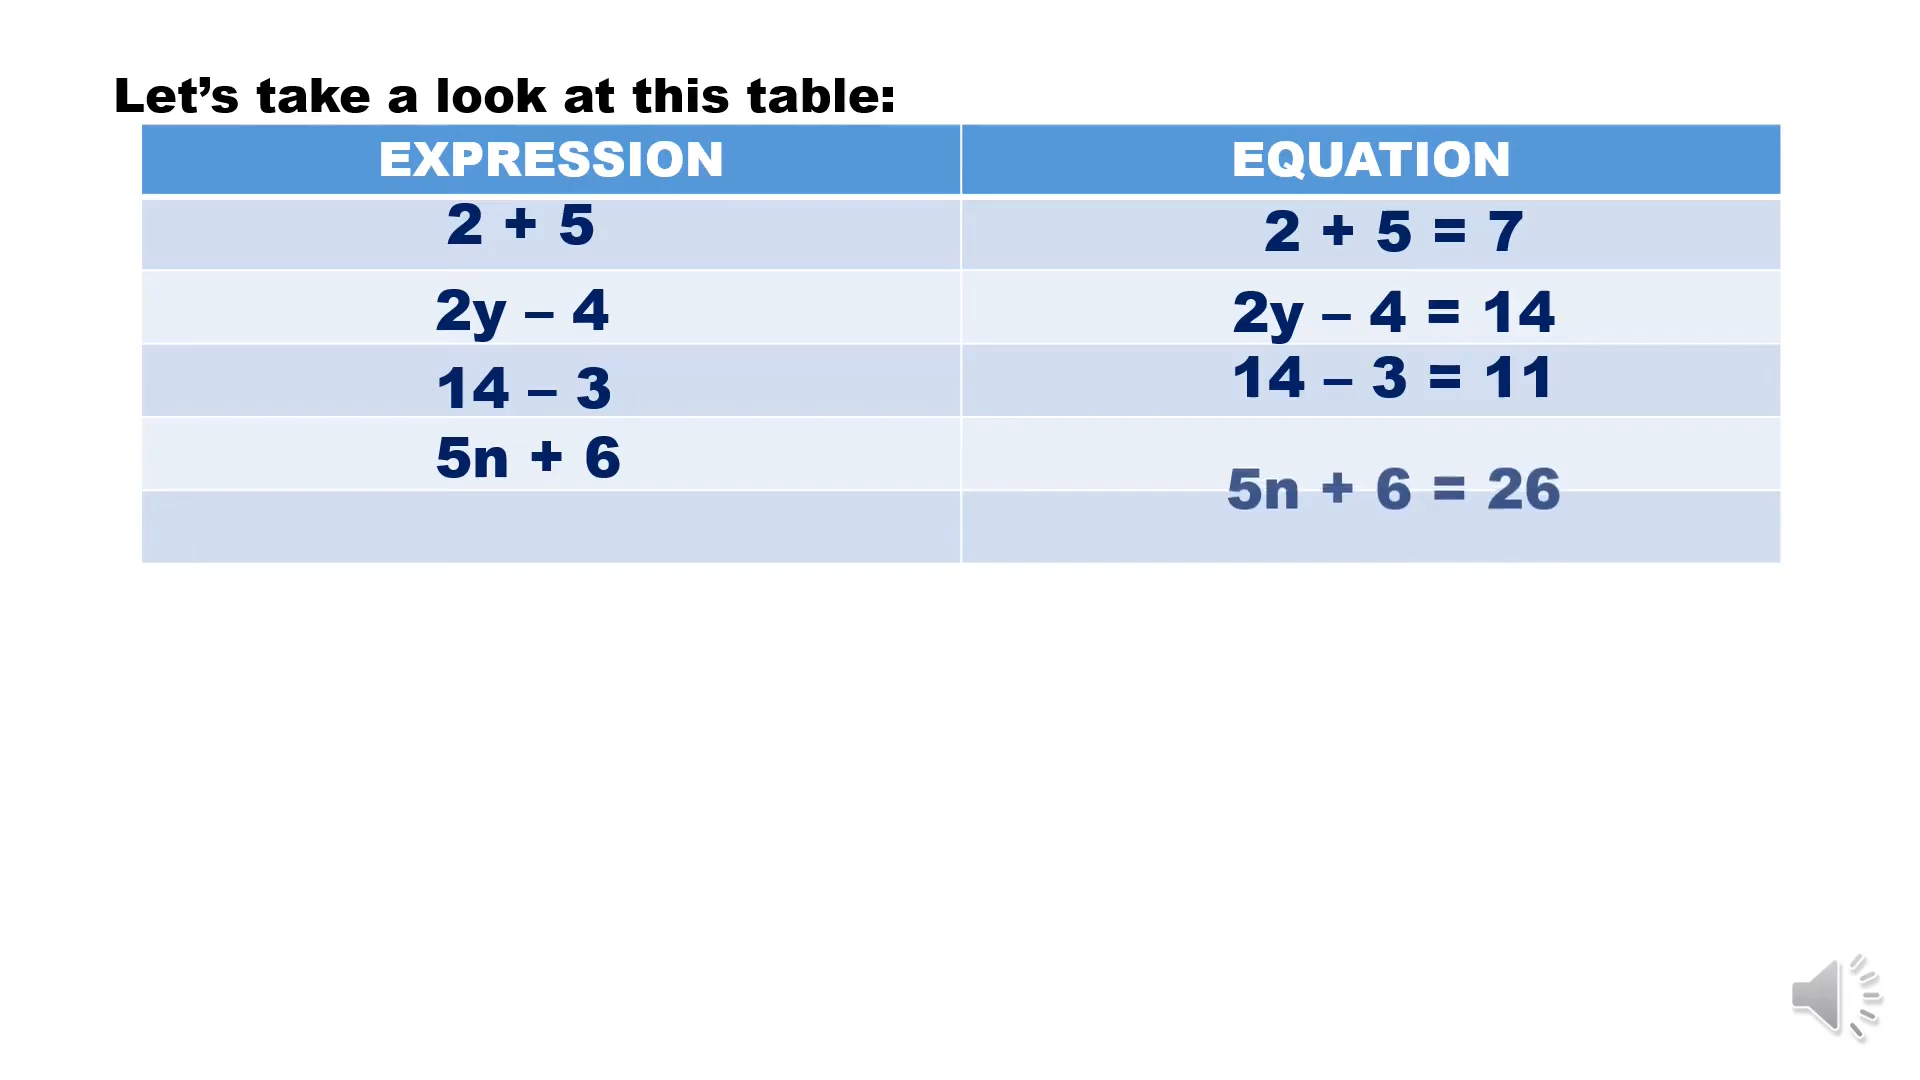 Let’s take a look at this table:
EXPRESSION EQUATION
2 + 5 2 + 5 = 7
2y – 4 2y – 4 = 14
14 – 3 14 – 3 = 11
5n + 6 5n + 6 = 26